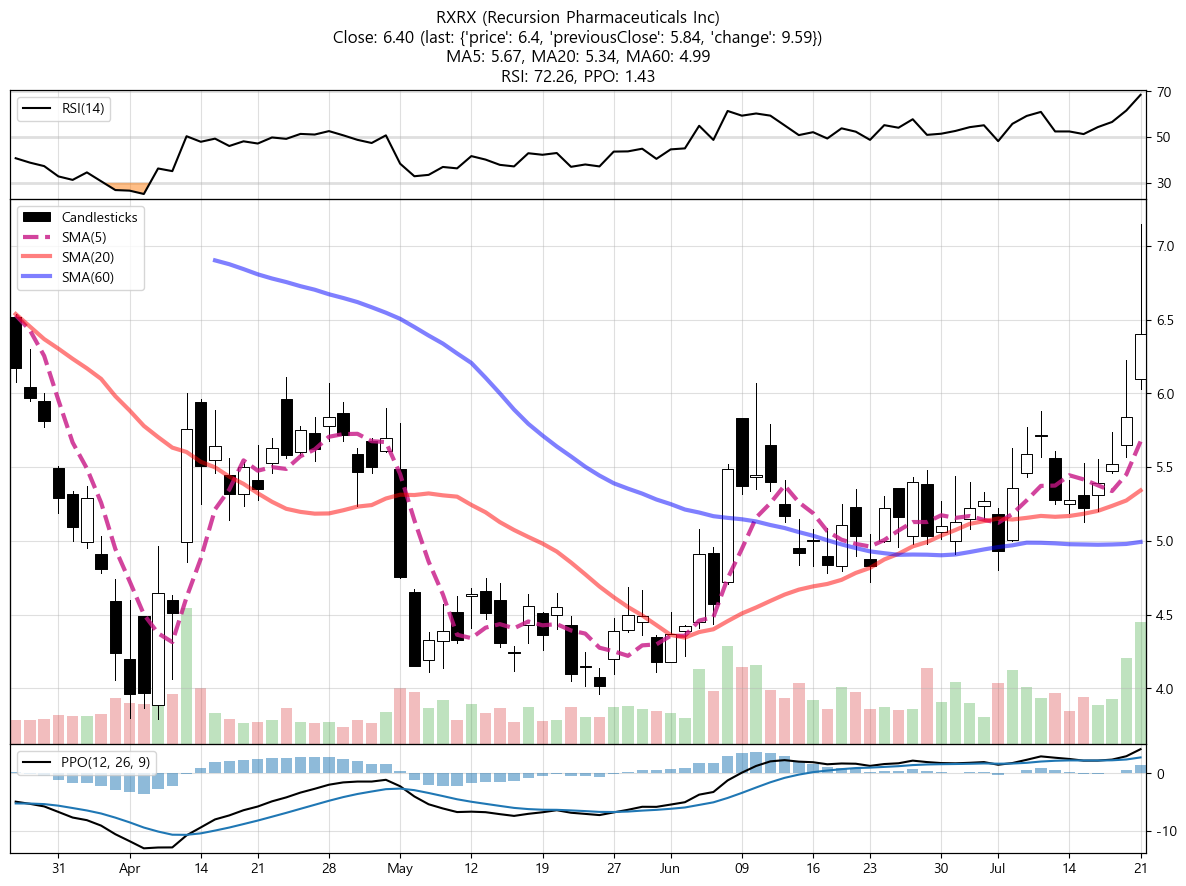 RXRX (Recursion Pharmaceuticals Inc)
Close: 6.40 (last: {'price': 6.4, 'previousClose': 5.84, 'change': 9.59})
MA5: 5.67, MA20: 5.34, MA60: 4.99
RSI: 72.26, PPO: 1.43
RSI(14)
70
50
30
Candlesticks
SMA(5)
SMA(20)
SMA(60)
7.0
6.5
6.0
5.5
5.0
4.5
4.0
PPO(12, 26, 9)
0
-10
31 Apr 14 21 28 May 12 19 27 Jun 09 16 23 30 Jul 14 21